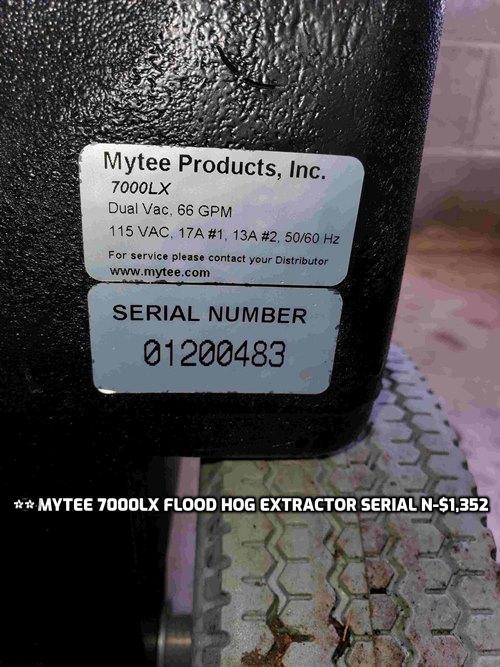 Mytee Products, Inc.
7000LX
Dual Vac, 66 GPM
115 VAC, 17A #1, 13A #2, 50/60 Hz
For service please contact your Distributor
www.mytee.com
SERIAL NUMBER
01200483
☆☆ MYTEE 7000LX FLOOD HOG EXTRACTOR SERIAL N-$1,352